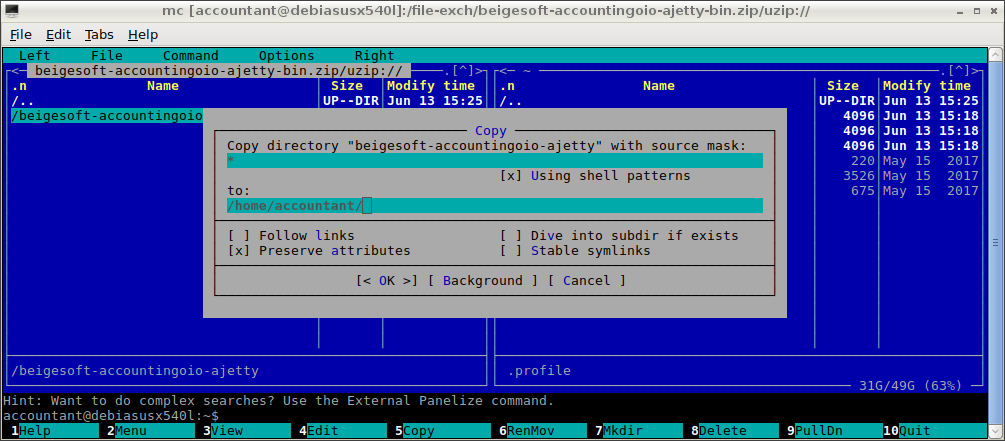 mc [accountant@debiasusx540l]:/file-exch/beigesoft-accountingoio-ajetty-bin.zip/uzip://
File Edit Tabs Help
Left File Command Options Right
<─ beigesoft-accountingoio-ajetty-bin.zip/uzip:// .[^]> <─ ~ .[^]>
.n Name Size Modify time .n Name Size Modify time
/.. UP--DIR Jun 13 15:25 /.. UP--DIR Jun 13 15:25
/beigesoft-accountingoio 4096 Jun 13 15:18
Copy
4096 Jun 13 15:18
Copy directory "beigesoft-accountingoio-ajetty" with source mask:
4096 Jun 13 15:18
*
220 May 15 2017
[x] Using shell patterns
3526 May 15 2017
to:
675 May 15 2017
/home/accountant/
[ ] Follow links [ ] Dive into subdir if exists
[x] Preserve attributes [ ] Stable symlinks
[< OK >] [ Background ] [ Cancel ]
/beigesoft-accountingoio-ajetty .profile
31G/49G (63%)
Hint: Want to do complex searches? Use the External Panelize command.
accountant@debiasusx540l:~$
1Help 2Menu 3View 4Edit 5Copy 6RenMov 7Mkdir 8Delete 9PullDn 10Quit